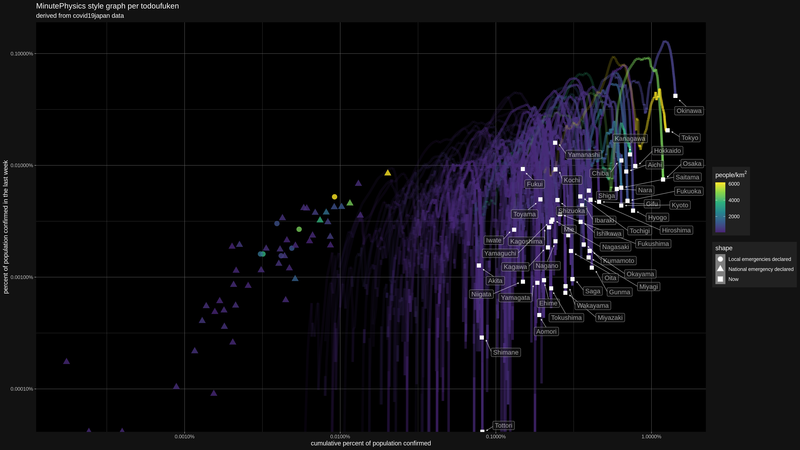 MinutePhysics style graph per todoufuken
derived from covid19japan data
percent of population confirmed in the last week
0.10000%
0.01000%
0.00100%
0.00010%
Okinawa
Tokyo
Kanagawa
Hokkaido
Yamanashi
Aichi
Osaka
Chiba
Saitama
Kochi
Fukui
Nara
Fukuoka
Shiga
Gifu
Kyoto
Toyama
Shizuoka
Hyogo
Ibaraki
Mie
Tochigi
Hiroshima
Iwate
Kagoshima
Ishikawa
Fukushima
Nagasaki
Yamaguchi
Kumamoto
Kagawa
Nagano
Oita
Okayama
Akita
Miyagi
Niigata
Yamagata
Saga
Gunma
Ehime
Wakayama
Tokushima
Miyazaki
Aomori
Shimane
Tottori
0.0010%
0.0100%
0.1000%
1.0000%
cumulative percent of population confirmed
people/km²
6000
4000
2000
shape
Local emergencies declared
National emergency declared
Now